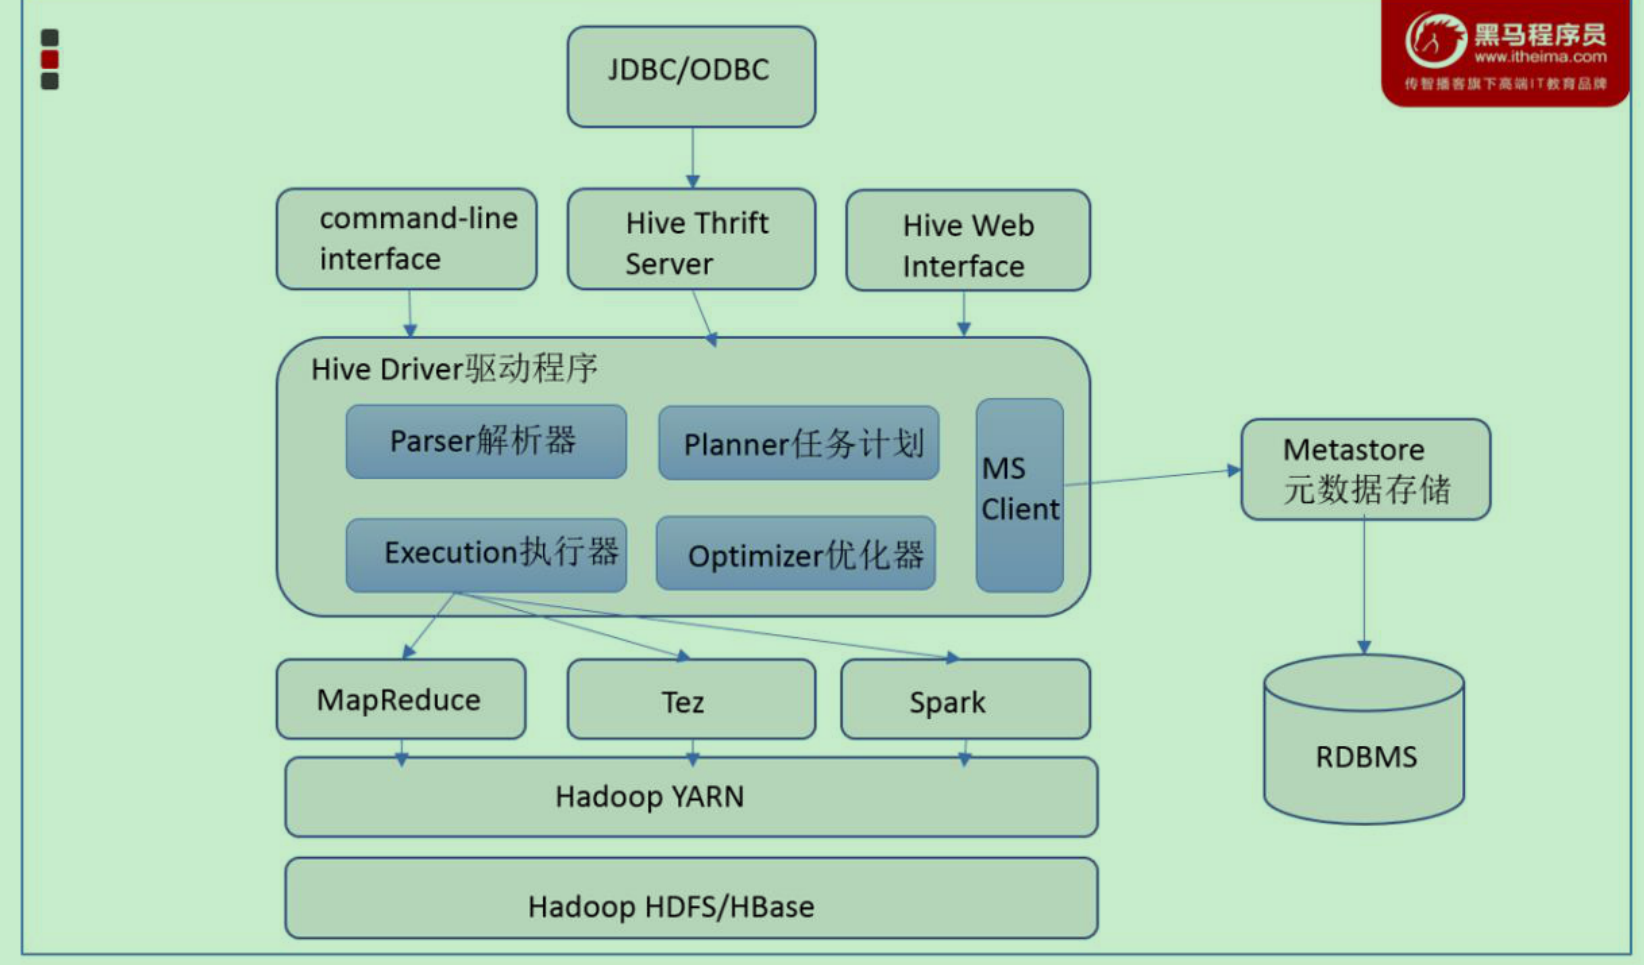 黑马程序员
www.itheima.com
传智播客旗下高端IT教育品牌
JDBC/ODBC
command-line
interface
Hive Thrift
Server
Hive Web
Interface
Hive Driver驱动程序
Parser解析器
Planner任务计划
MS
Client
Execution执行器
Optimizer优化器
Metastore
元数据存储
MapReduce
Tez
Spark
RDBMS
Hadoop YARN
Hadoop HDFS/HBase